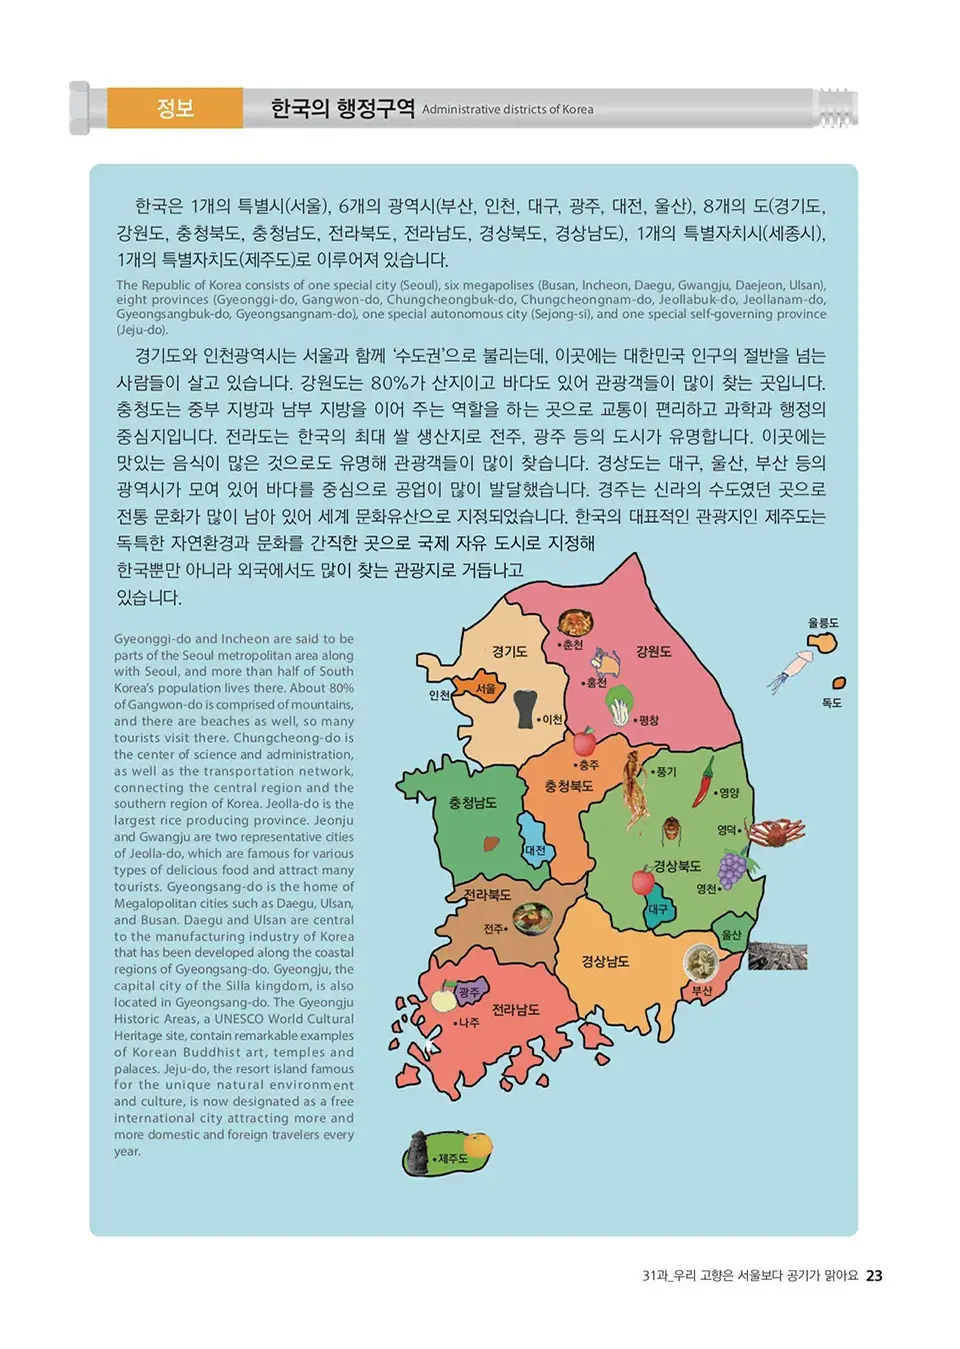 정보
한국의 행정구역 Administrative districts of Korea
한국은 1개의 특별시(서울), 6개의 광역시(부산, 인천, 대구, 광주, 대전, 울산), 8개의 도(경기도,
강원도, 충청북도, 충청남도, 전라북도, 전라남도, 경상북도, 경상남도), 1개의 특별자치시(세종시),
1개의 특별자치도(제주도)로 이루어져 있습니다.
The Republic of Korea consists of one special city (Seoul), six megapolises (Busan, Incheon, Daegu, Gwangju, Daejeon, Ulsan),
eight provinces (Gyeonggi-do, Gangwon-do, Chungcheongbuk-do, Chungcheongnam-do, Jeollabuk-do, Jeollanam-do,
Gyeongsangbuk-do, Gyeongsangnam-do), one special autonomous city (Sejong-si), and one special self-governing province
(Jeju-do).
경기도와 인천광역시는 서울과 함께 ‘수도권’으로 불리는데, 이곳에는 대한민국 인구의 절반을 넘는
사람들이 살고 있습니다. 강원도는 80%가 산지이고 바다도 있어 관광객들이 많이 찾는 곳입니다.
충청도는 중부 지방과 남부 지방을 이어 주는 역할을 하는 곳으로 교통이 편리하고 과학과 행정의
중심지입니다. 전라도는 한국의 최대 쌀 생산지로 전주, 광주 등의 도시가 유명합니다. 이곳에는
맛있는 음식이 많은 것으로도 유명해 관광객들이 많이 찾습니다. 경상도는 대구, 울산, 부산 등의
광역시가 모여 있어 바다를 중심으로 공업이 많이 발달했습니다. 경주는 신라의 수도였던 곳으로
전통 문화가 많이 남아 있어 세계 문화유산으로 지정되었습니다. 한국의 대표적인 관광지인 제주도는
독특한 자연환경과 문화를 간직한 곳으로 국제 자유 도시로 지정해
한국뿐만 아니라 외국에서도 많이 찾는 관광지로 거듭나고
있습니다.
Gyeonggi-do and Incheon are said to be
parts of the Seoul metropolitan area along
with Seoul, and more than half of South
Korea’s population lives there. About 80%
of Gangwon-do is comprised of mountains,
and there are beaches as well, so many
tourists visit there. Chungcheong-do is
the center of science and administration,
as well as the transportation network,
connecting the central region and the
southern region of Korea. Jeolla-do is the
largest rice producing province. Jeonju
and Gwangju are two representative cities
of Jeolla-do, which are famous for various
types of delicious food and attract many
tourists. Gyeongsang-do is the home of
Megalopolitan cities such as Daegu, Ulsan,
and Busan. Daegu and Ulsan are central
to the manufacturing industry of Korea
that has been developed along the coastal
regions of Gyeongsang-do. Gyeongju, the
capital city of the Silla kingdom, is also
located in Gyeongsang-do. The Gyeongju
Historic Areas, a UNESCO World Cultural
Heritage site, contain remarkable examples
of Korean Buddhist art, temples and
palaces. Jeju-do, the resort island famous
for the unique natural environment
and culture, is now designated as a free
international city attracting more and
more domestic and foreign travelers every
year.
울릉도
독도
경기도
춘천
강원도
홍천
인천
서울
이천
평창
충주
풍기
충청북도
영양
충청남도
영덕
대전
경상북도
영천
전라북도
대구
전주
울산
경상남도
부산
광주
전라남도
나주
제주도
31과_우리 고향은 서울보다 공기가 맑아요 23